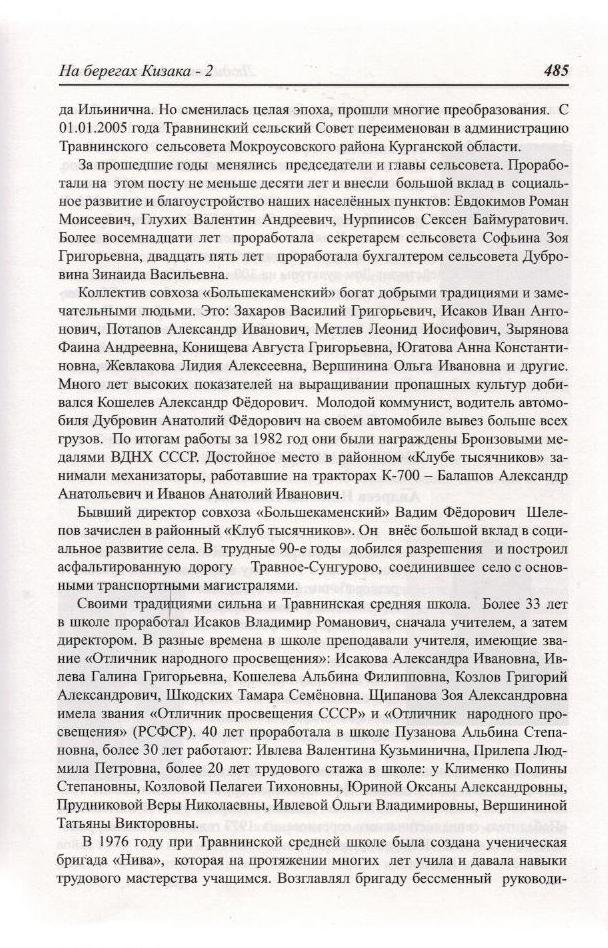 На берегах Кизака - 2 485
да Ильинична. Но сменилась целая эпоха, прошли многие преобразования. С
01.01.2005 года Травнинский сельский Совет переименован в администрацию
Травнинского сельсовета Мокроусовского района Курганской области.
За прошедшие годы менялись председатели и главы сельсовета. Прорабо-
тали на этом посту не меньше десяти лет и внесли большой вклад в социаль-
ное развитие и благоустройство наших населённых пунктов: Евдокимов Роман
Моисеевич, Глухих Валентин Андреевич, Нурпиисов Сексен Баймуратович.
Более восемнадцати лет проработала секретарем сельсовета Софьина Зоя
Григорьевна, двадцать пять лет проработала бухгалтером сельсовета Дубро-
вина Зинаида Васильевна.
Коллектив совхоза «Большекаменский» богат добрыми традициями и заме-
чательными людьми. Это: Захаров Василий Григорьевич, Исаков Иван Анто-
нович, Потапов Александр Иванович, Метлев Леонид Иосифович, Зырянова
Фаина Андреевна, Конищева Августа Григорьевна, Югатова Анна Константи-
новна, Жевлакова Лидия Алексеевна, Вершинина Ольга Ивановна и другие.
Много лет высоких показателей на выращивании пропашных культур доби-
вался Кошелев Александр Фёдорович. Молодой коммунист, водитель автомо-
биля Дубровин Анатолий Фёдорович на своем автомобиле вывез больше всех
грузов. По итогам работы за 1982 год они были награждены Бронзовыми ме-
далями ВДНХ СССР. Достойное место в районном «Клубе тысячников» за-
нимали механизаторы, работавшие на тракторах К-700 – Балашов Александр
Анатольевич и Иванов Анатолий Иванович.
Бывший директор совхоза «Большекаменский» Вадим Фёдорович Шеле-
пов зачислен в районный «Клуб тысячников». Он внёс большой вклад в соци-
альное развитие села. В трудные 90-е годы добился разрешения и построил
асфальтированную дорогу Травное-Сунгурово, соединившее село с основ-
ными транспортными магистралями.
Своими традициями сильна и Травнинская средняя школа. Более 33 лет
в школе проработал Исаков Владимир Романович, сначала учителем, а затем
директором. В разные времена в школе преподавали учителя, имеющие зва-
ние «Отличник народного просвещения»: Исакова Александра Ивановна, Ив-
лева Галина Григорьевна, Кошелева Альбина Филипповна, Козлов Григорий
Александрович, Шкодских Тамара Семёновна. Щипанова Зоя Александровна
имела звания «Отличник просвещения СССР» и «Отличник народного про-
свещения» (РСФСР). 40 лет проработала в школе Пузанова Альбина Степа-
новна, более 30 лет работают: Ивлева Валентина Кузьминична, Прилепа Люд-
мила Петровна, более 20 лет трудового стажа в школе: у Клименко Полины
Степановны, Козловой Пелагеи Тихоновны, Юриной Оксаны Александровны,
Прудниковой Веры Николаевны, Ивлевой Ольги Владимировны, Вершининой
Татьяны Викторовны.
В 1976 году при Травнинской средней школе была создана ученическая
бригада «Нива», которая на протяжении многих лет учила и давала навыки
трудового мастерства учащимся. Возглавлял бригаду бессменный руководи-